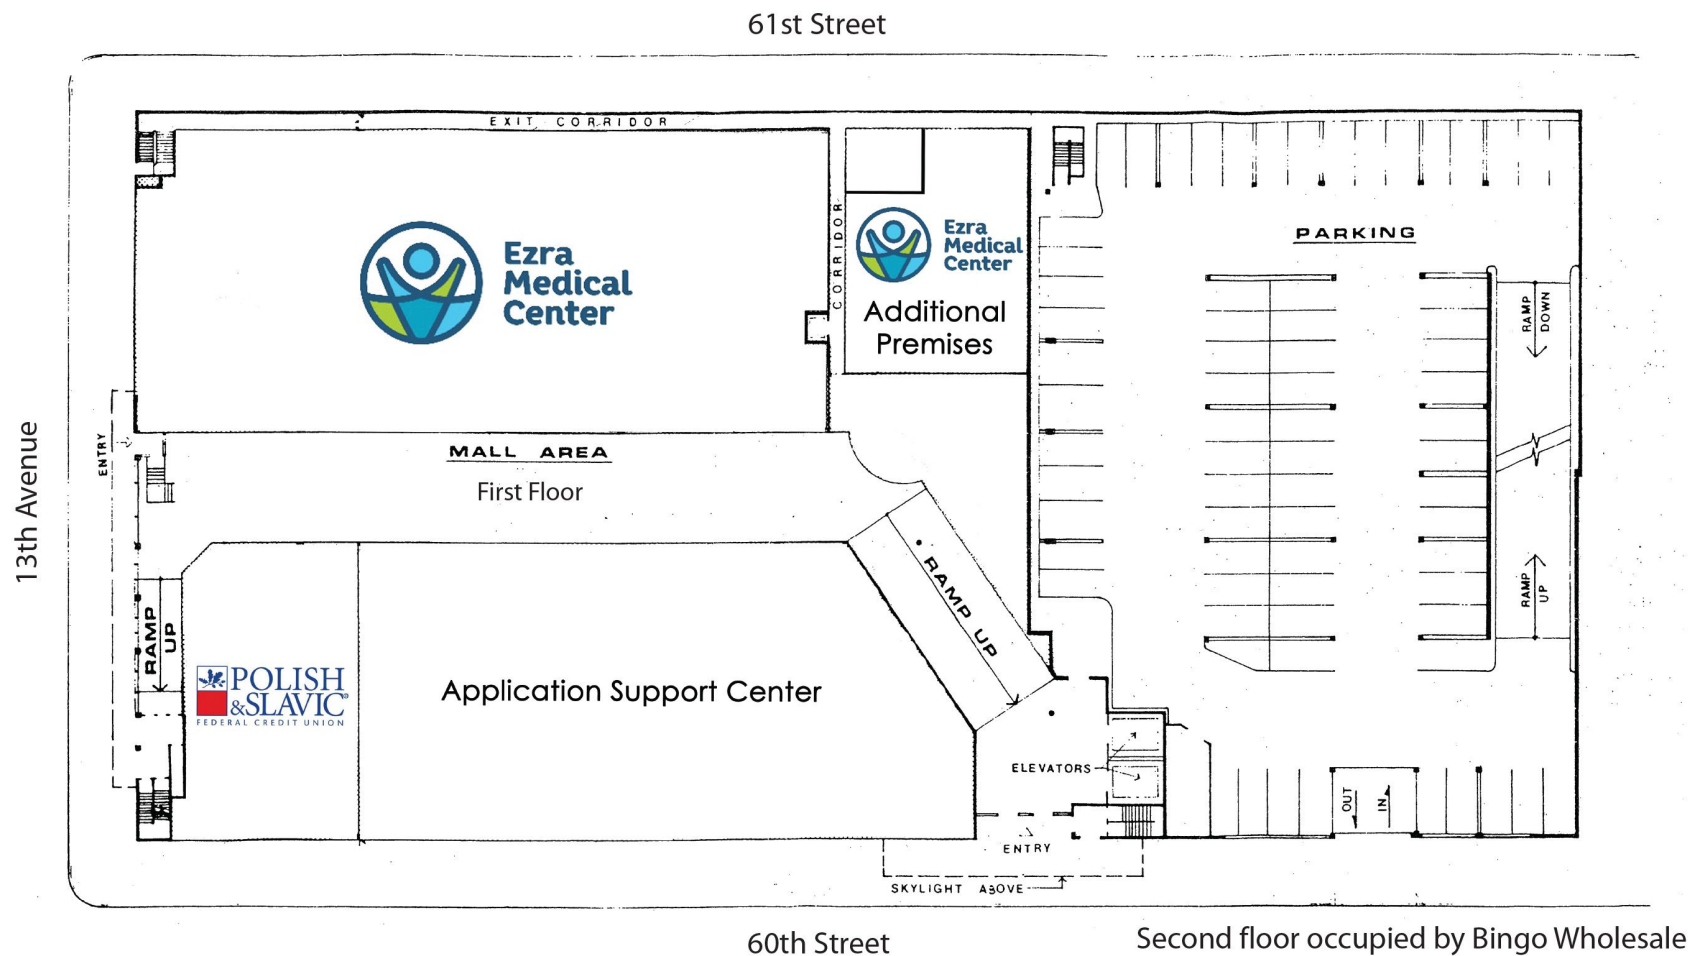 61st Street
EXIT CORRIDOR
CORRIDOR
Ezra
Medical
Center
Ezra
Medical
Center
Additional
Premises
PARKING
RAMP
DOWN
RAMP
UP
13th Avenue
ENTRY
MALL AREA
First Floor
RAMP
UP
RAMP UP
POLISH
&SLAVIC
FEDERAL CREDIT UNION
Application Support Center
ELEVATORS
OUT
IN
ENTRY
SKYLIGHT ABOVE
60th Street
Second floor occupied by Bingo Wholesale